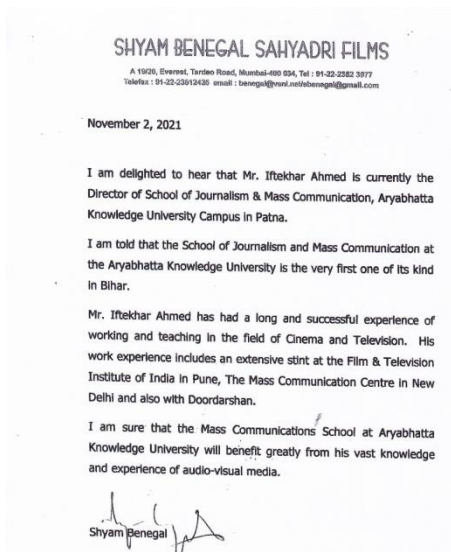 SHYAM BENEGAL SAHYADRI FILMS
A 19/20, Everest, Tardeo Road, Mumbai-400 034, Tel : 91-22-2352 3977
Telefax : 91-22-23512435 email : benegal@vsnl.net/sbenegal@gmail.com
November 2, 2021
I am delighted to hear that Mr. Iftekhar Ahmed is currently the
Director of School of Journalism & Mass Communication, Aryabhatta
Knowledge University Campus in Patna.
I am told that the School of Journalism and Mass Communication at
the Aryabhatta Knowledge University is the very first one of its kind
in Bihar.
Mr. Iftekhar Ahmed has had a long and successful experience of
working and teaching in the field of Cinema and Television. His
work experience includes an extensive stint at the Film & Television
Institute of India in Pune, The Mass Communication Centre in New
Delhi and also with Doordarshan.
I am sure that the Mass Communications School at Aryabhatta
Knowledge University will benefit greatly from his vast knowledge
and experience of audio-visual media.
Shyam Benegal